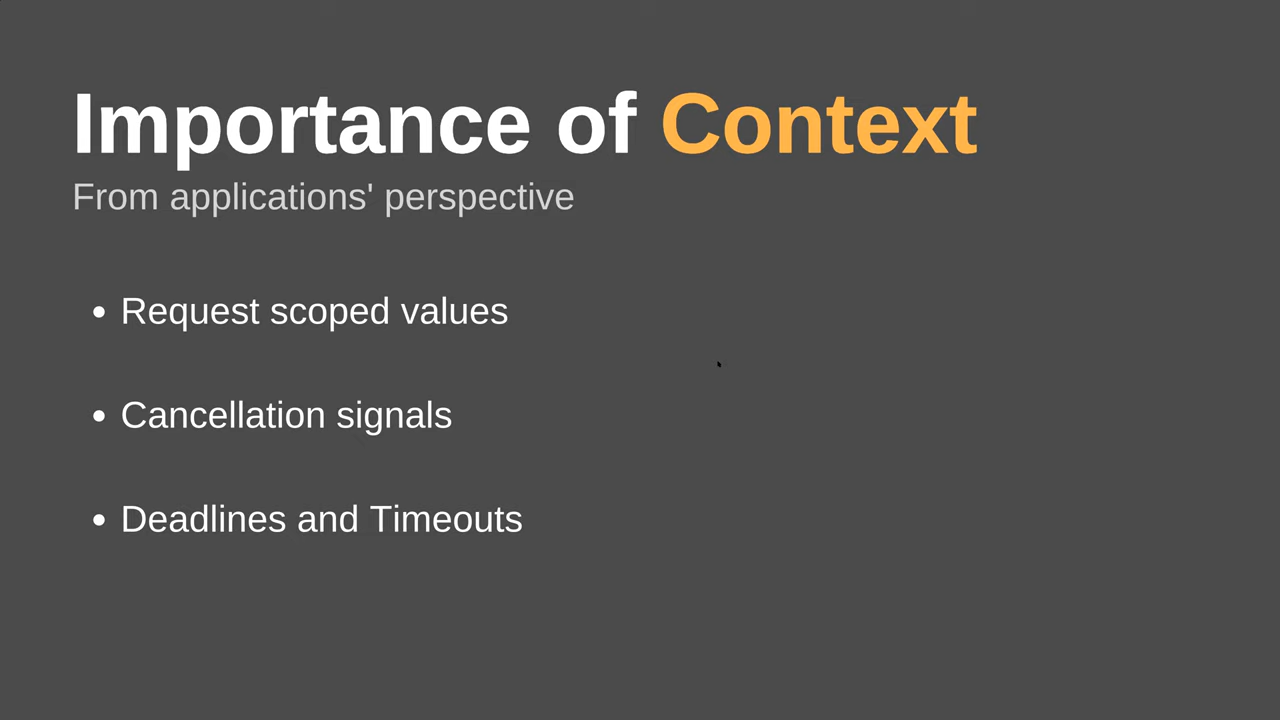 Importance of Context
From applications' perspective
• Request scoped values
• Cancellation signals
• Deadlines and Timeouts